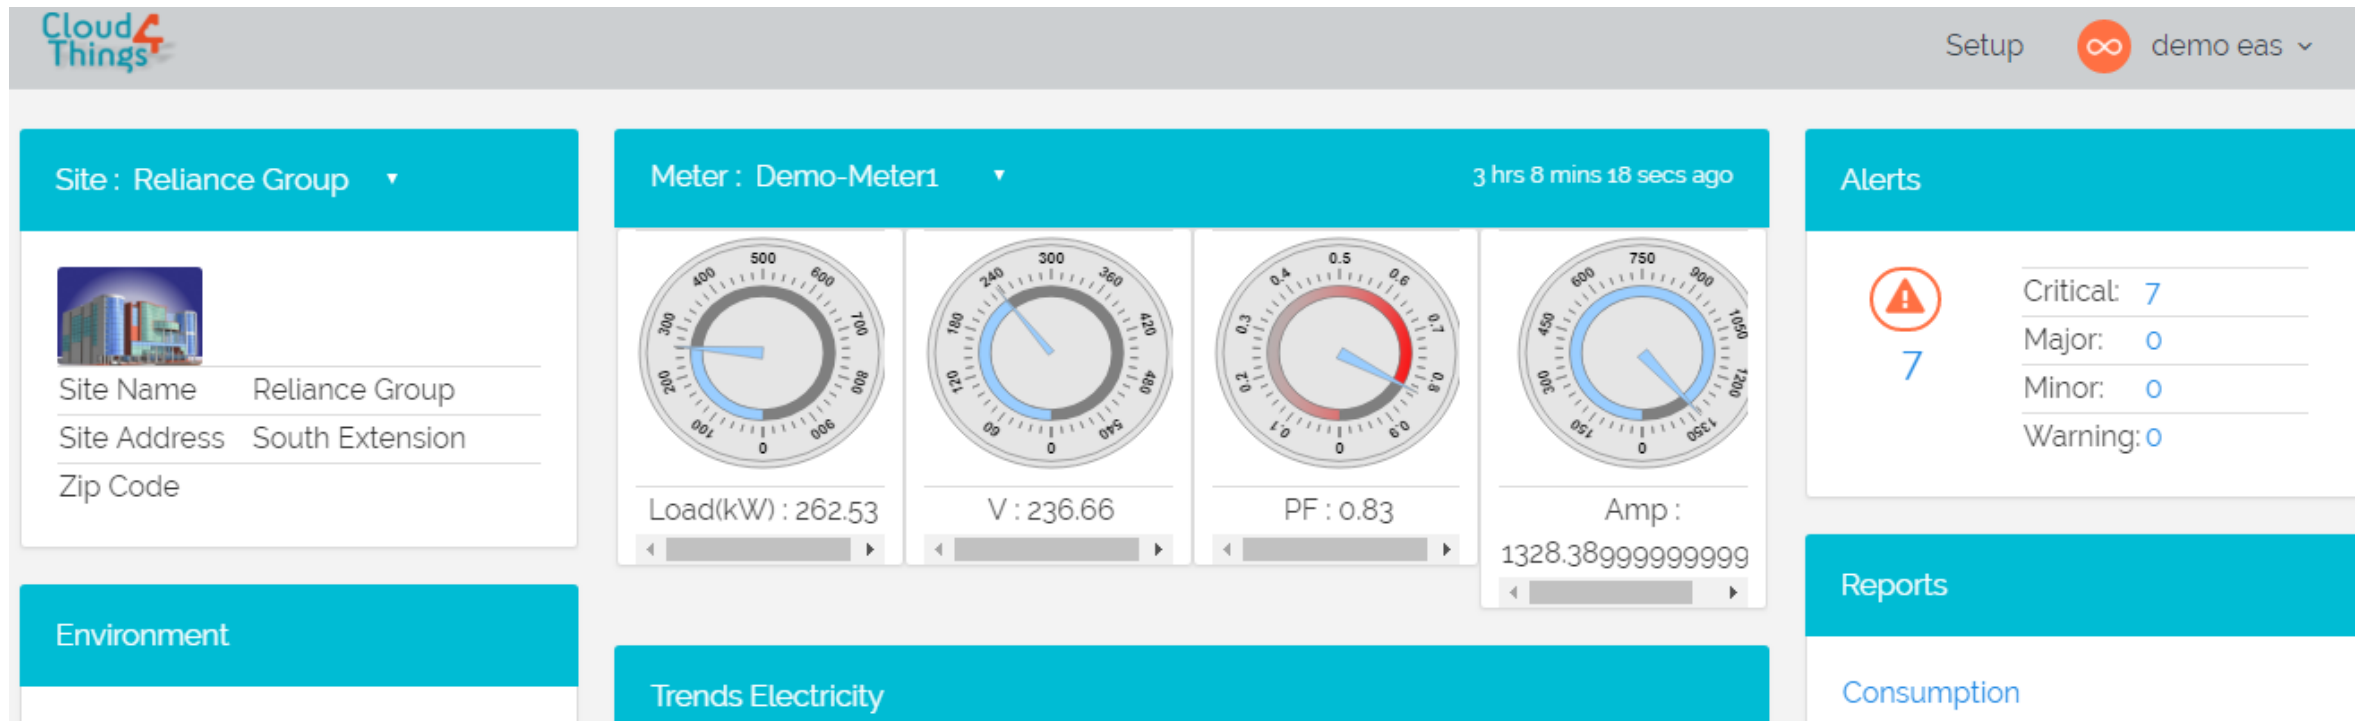 Cloud4
Things
Setup
demo eas
Site : Reliance Group
Site Name Reliance Group
Site Address South Extension
Zip Code
Environment
Meter : Demo-Meter1
3 hrs 8 mins 18 secs ago
0 100 200 300 400 500 600 700 800 900
Load(kW) : 262.53
0 60 120 180 240 300 360 420 480 540
V : 236.66
0 0.1 0.2 0.3 0.4 0.5 0.6 0.7 0.8 0.9
PF : 0.83
0 150 300 450 600 750 900 1050 1200 1350
Amp :
1328.38999999999
Trends Electricity
Alerts
7
Critical: 7
Major: 0
Minor: 0
Warning: 0
Reports
Consumption